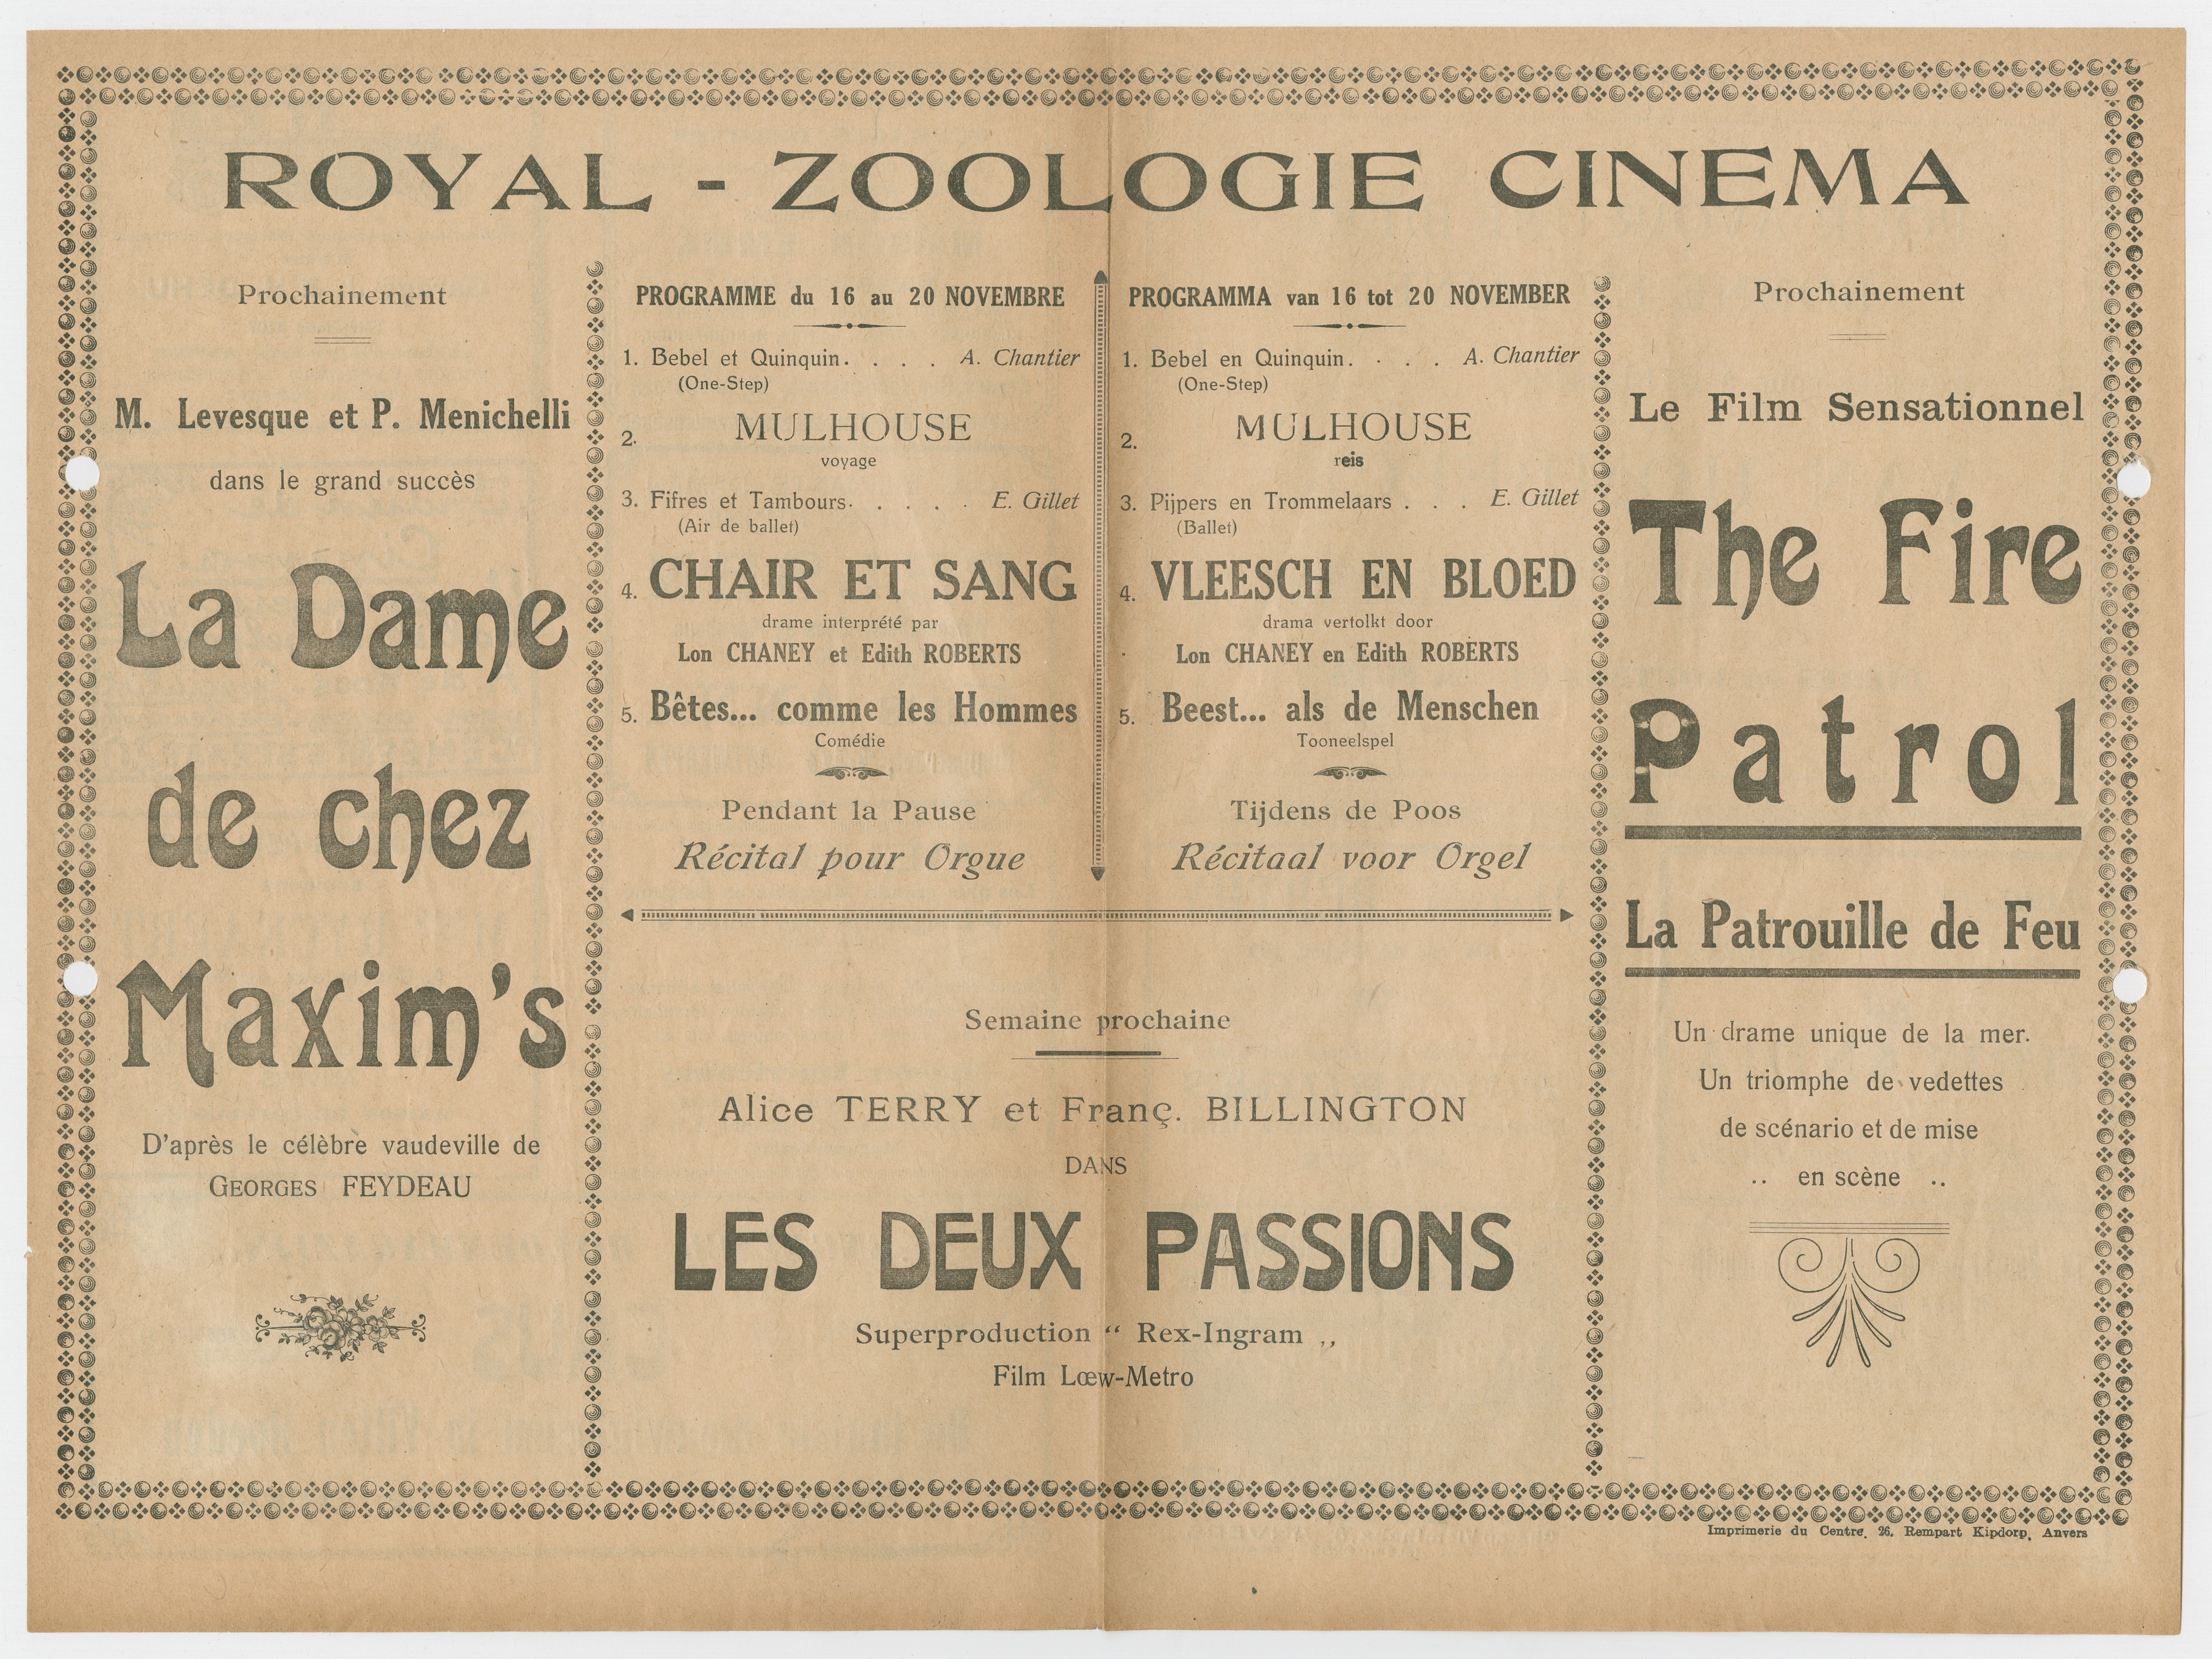 ROYAL - ZOOLOGIE CINEMA
Prochainement
M. Levesque et P. Menichelli
dans le grand succès
La Dame
de chez
Maxim's
D'après le célèbre vaudeville de
GEORGES FEYDEAU
PROGRAMME du 16 au 20 NOVEMBRE
1. Bebel et Quinquin. . . . A. Chantier
(One-Step)
2. MULHOUSE
voyage
3. Fifres et Tambours. . . . . E. Gillet
(Air de ballet)
4. CHAIR ET SANG
drame interprété par
Lon CHANEY et Edith ROBERTS
5. Bêtes... comme les Hommes
Comédie
Pendant la Pause
Récital pour Orgue
PROGRAMMA van 16 tot 20 NOVEMBER
1. Bebel en Quinquin. . . . A. Chantier
(One-Step)
2. MULHOUSE
reis
3. Pijpers en Trommelaars . . . E. Gillet
(Ballet)
4. VLEESCH EN BLOED
drama vertolkt door
Lon CHANEY en Edith ROBERTS
5. Beest... als de Menschen
Tooneelspel
Tijdens de Poos
Récitaal voor Orgel
Semaine prochaine
Alice TERRY et Franç. BILLINGTON
DANS
LES DEUX PASSIONS
Superproduction “ Rex-Ingram ,,
Film Lœw-Metro
Prochainement
Le Film Sensationnel
The Fire
Patrol
La Patrouille de Feu
Un drame unique de la mer.
Un triomphe de vedettes
de scénario et de mise
.. en scène ..
Imprimerie du Centre, 26, Rempart Kipdorp, Anvers